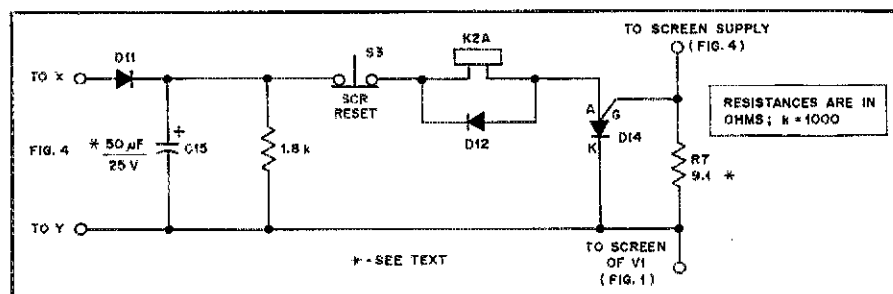 TO SCREEN SUPPLY
(FIG. 4)
K2A
S3
D11
TO X
SCR
RESET
A
G
K
D14
D12
RESISTANCES ARE IN
OHMS; k = 1000
FIG. 4
* 50 µF
25 V
+
C15
1.8 k
R7
9.1 *
TO Y
*-SEE TEXT
TO SCREEN
OF V1
(FIG. 1)